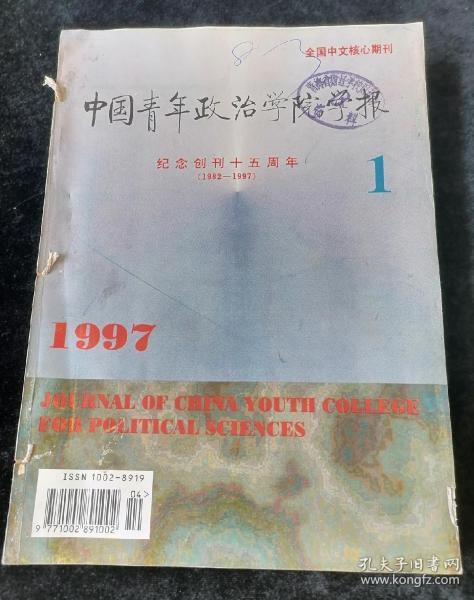 全国中文核心期刊
中国青年政治学院学报
纪念创刊十五周年
(1982—1997)
1
1997
JOURNAL OF CHINA YOUTH COLLEGE
FOR POLITICAL SCIENCES
ISSN 1002-8919
04>
9 771002 891002
孔夫子旧书网
www.kongfz.com